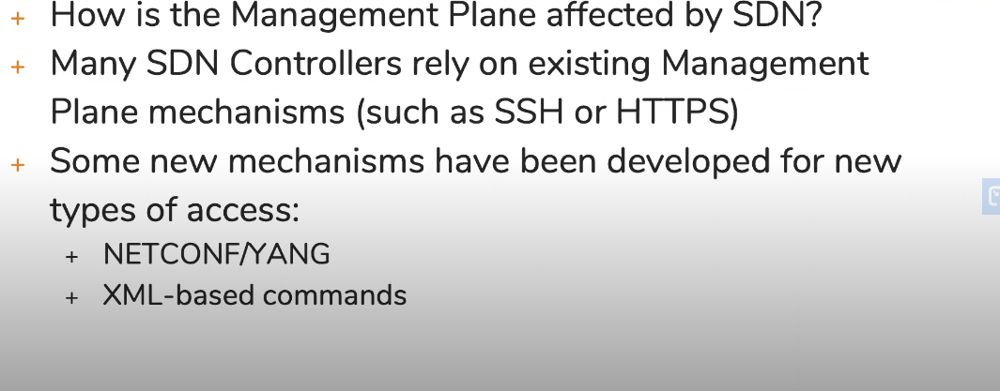 + How is the Management Plane affected by SDN?
+ Many SDN Controllers rely on existing Management
Plane mechanisms (such as SSH or HTTPS)
+ Some new mechanisms have been developed for new
types of access:
+ NETCONF/YANG
+ XML-based commands